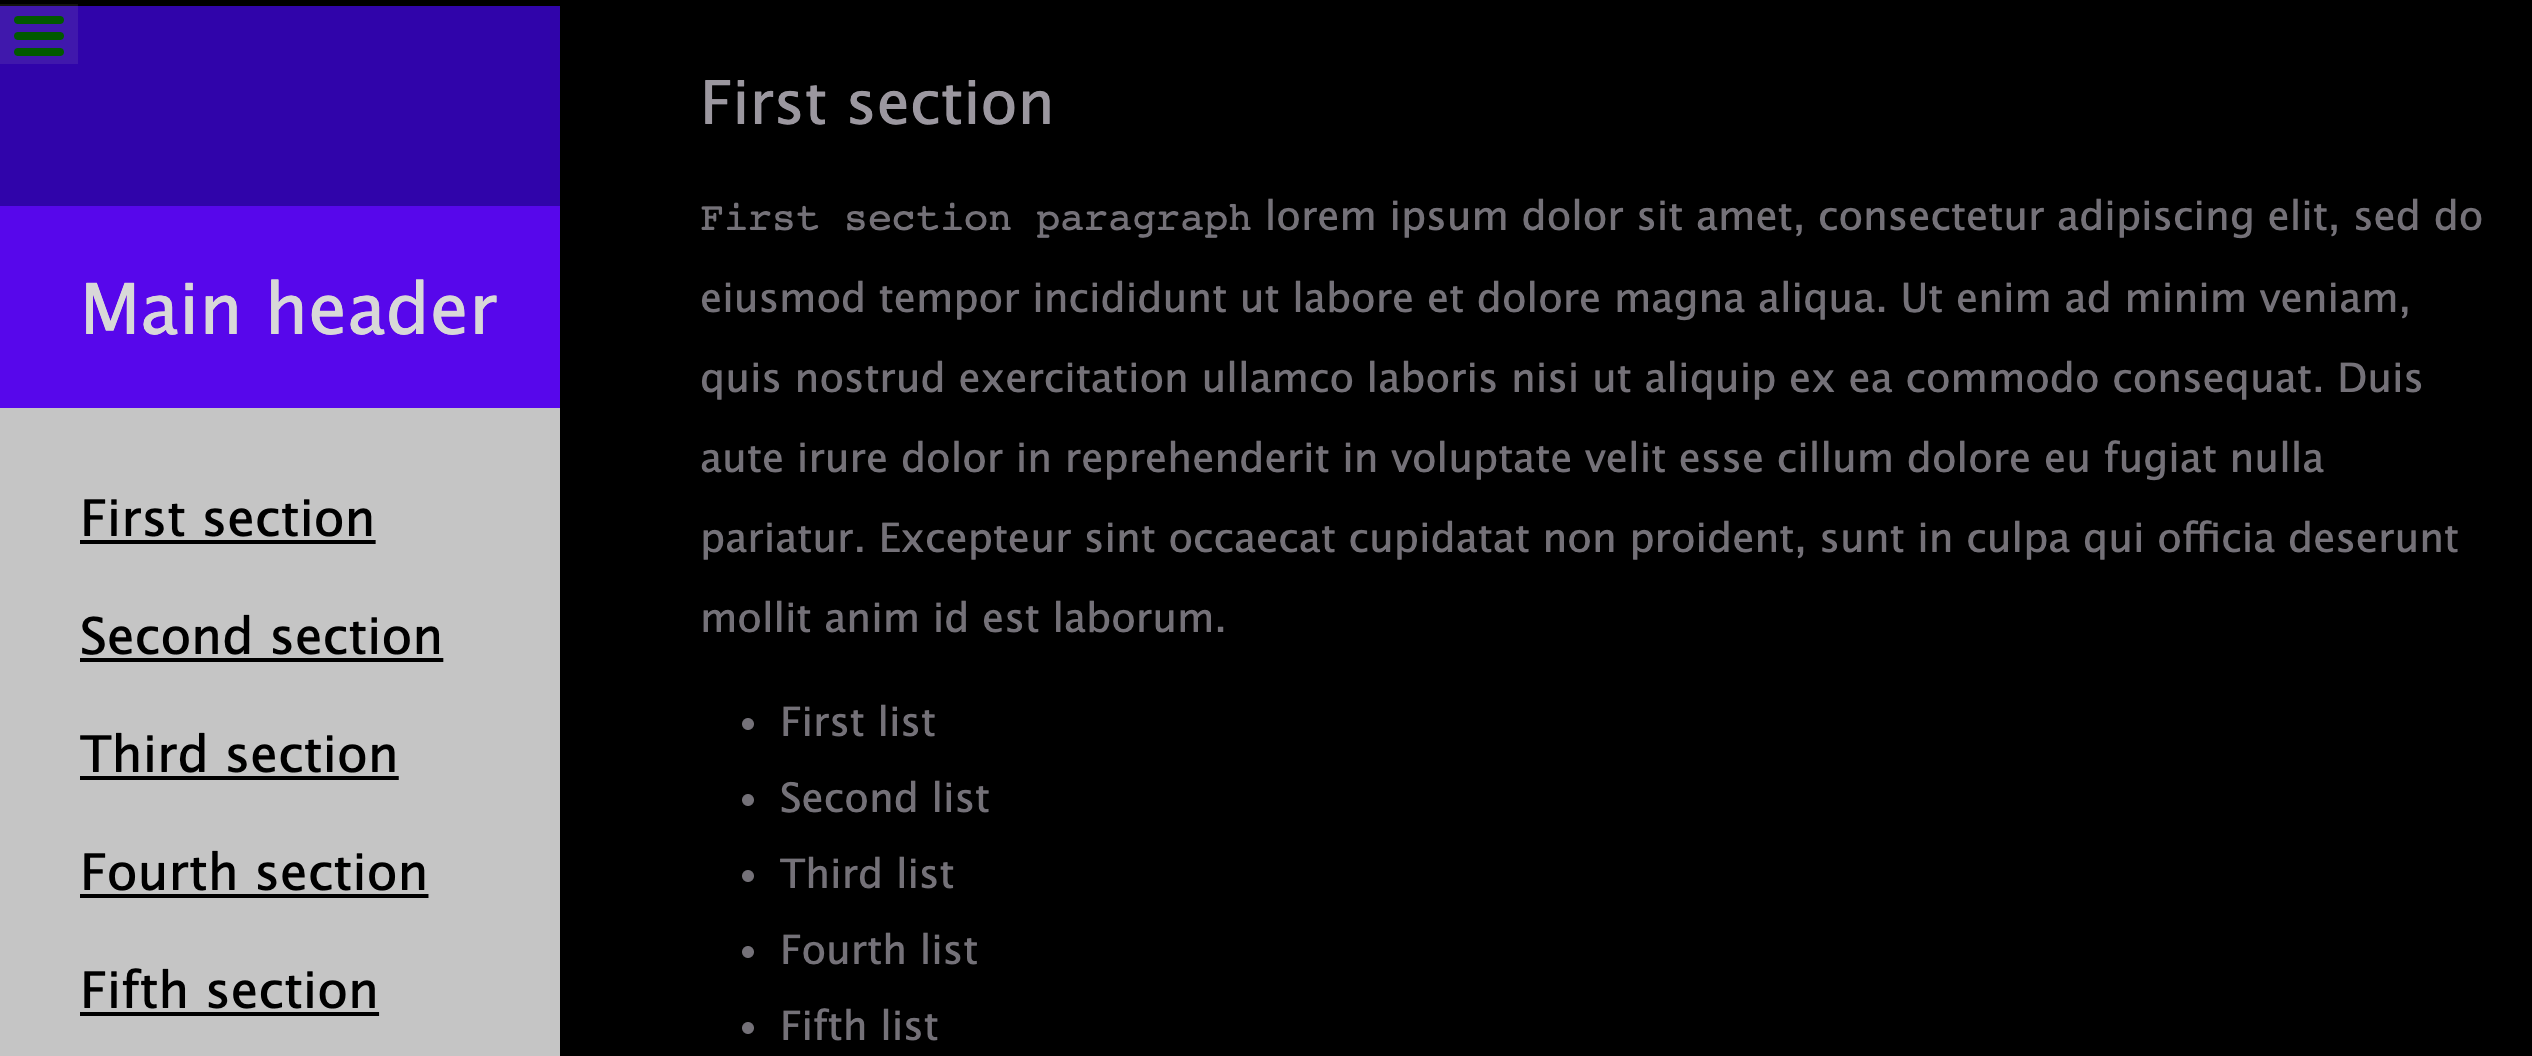 Main header
First section
Second section
Third section
Fourth section
Fifth section
First section
First section paragraph lorem ipsum dolor sit amet, consectetur adipiscing elit, sed do
eiusmod tempor incididunt ut labore et dolore magna aliqua. Ut enim ad minim veniam,
quis nostrud exercitation ullamco laboris nisi ut aliquip ex ea commodo consequat. Duis
aute irure dolor in reprehenderit in voluptate velit esse cillum dolore eu fugiat nulla
pariatur. Excepteur sint occaecat cupidatat non proident, sunt in culpa qui officia deserunt
mollit anim id est laborum.
• First list
• Second list
• Third list
• Fourth list
• Fifth list